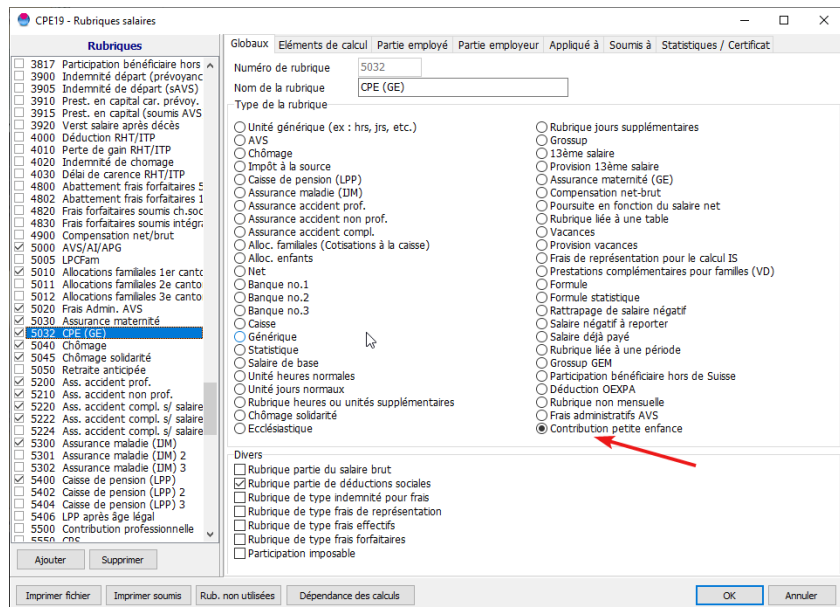 CPE19 - Rubriques salaires
Rubriques
3817 Participation bénéficiaire hors
3900 Indemnité départ (prévoyanc
3905 Indemnité de départ (sAVS)
3910 Prest. en capital car. prévoy.
3915 Prest. en capital (soumis AVS
3920 Verst salaire après décès
4000 Déduction RHT/ITP
4010 Perte de gain RHT/ITP
4020 Indemnité de chomage
4030 Délai de carence RHT/ITP
4800 Abattement frais forfaitaires 5
4802 Abattement frais forfaitaires 1
4820 Frais forfaitaires soumis ch.soc
4830 Frais forfaitaires soumis intégra
4900 Compensation net/brut
5000 AVS/AI/APG
5005 LPCFam
5010 Allocations familiales 1er canto
5011 Allocations familiales 2e canto
5012 Allocations familiales 3e canto
5020 Frais Admin. AVS
5030 Assurance maternité
5032 CPE (GE)
5040 Chômage
5045 Chômage solidarité
5050 Retraite anticipée
5200 Ass. accident prof.
5210 Ass. accident non prof.
5220 Ass. accident compl. s/ salaire
5222 Ass. accident compl. s/ salaire
5224 Ass. accident compl. s/ salaire
5300 Assurance maladie (IJM)
5301 Assurance maladie (IJM) 2
5302 Assurance maladie (IJM) 3
5400 Caisse de pension (LPP)
5402 Caisse de pension (LPP) 2
5404 Caisse de pension (LPP) 3
5406 LPP après âge légal
5500 Contribution professionnelle
5550 CPS
Ajouter Supprimer
Globaux Eléments de calcul Partie employé Partie employeur Appliqué à Soumis à Statistiques / Certificat
Numéro de rubrique 5032
Nom de la rubrique CPE (GE)
Type de la rubrique
Unité générique (ex : hrs, jrs, etc.)
AVS
Chômage
Impôt à la source
Caisse de pension (LPP)
Assurance maladie (IJM)
Assurance accident prof.
Assurance accident non prof.
Assurance accident compl.
Alloc. familiales (Cotisations à la caisse)
Alloc. enfants
Net
Banque no.1
Banque no.2
Banque no.3
Caisse
Générique
Statistique
Salaire de base
Unité heures normales
Unité jours normaux
Rubrique heures ou unités supplémentaires
Chômage solidarité
Ecclésiastique
Rubrique jours supplémentaires
Grossup
13ème salaire
Provision 13ème salaire
Assurance maternité (GE)
Compensation net-brut
Poursuite en fonction du salaire net
Rubrique liée à une table
Vacances
Provision vacances
Frais de représentation pour le calcul IS
Prestations complémentaires pour familles (VD)
Formule
Formule statistique
Rattrapage de salaire négatif
Salaire négatif à reporter
Salaire déjà payé
Rubrique liée à une période
Grossup GEM
Participation bénéficiaire hors de Suisse
Déduction OEXPA
Rubrique non mensuelle
Frais administratifs AVS
Contribution petite enfance
Divers
Rubrique partie du salaire brut
Rubrique partie de déductions sociales
Rubrique de type indemnité pour frais
Rubrique de type frais de représentation
Rubrique de type frais effectifs
Rubrique de type frais forfaitaires
Participation imposable
Imprimer fichier Imprimer soumis Rub. non utilisées Dépendance des calculs OK Annuler